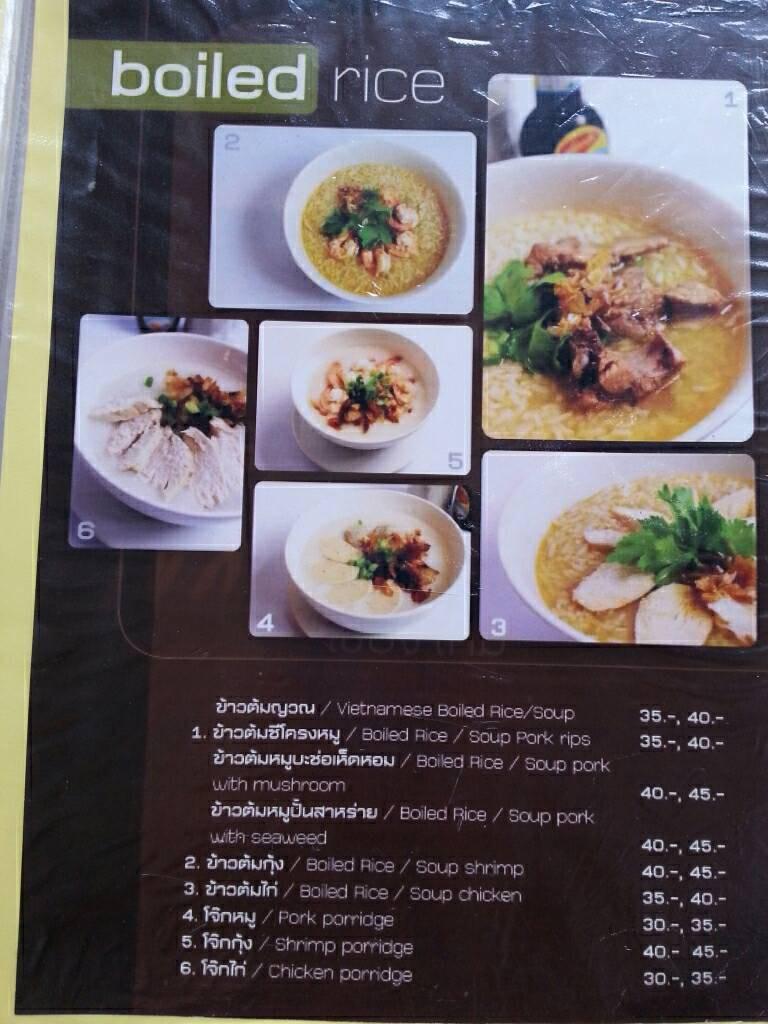 boiled rice
1
2
5
6
4
3
ข้าวต้มญวณ / Vietnamese Boiled Rice/Soup 35.-, 40.-
1. ข้าวต้มซีโครงหมู / Boiled Rice / Soup Pork rips 35.-, 40.-
ข้าวต้มหมูบะช่อเห็ดหอม / Boiled Rice / Soup pork
with mushroom 40.-, 45.-
ข้าวต้มหมูปั้นสาหร่าย / Boiled Rice / Soup pork
with seaweed 40.-, 45.-
2. ข้าวต้มกุ้ง / Boiled Rice / Soup shrimp 40.-, 45.-
3. ข้าวต้มไก่ / Boiled Rice / Soup chicken 35.-, 40.-
4. โจ๊กหมู / Pork porridge 30.-, 35.-
5. โจ๊กกุ้ง / Shrimp porridge 40.- 45.-
6. โจ๊กไก่ / Chicken porridge 30.-, 35.-